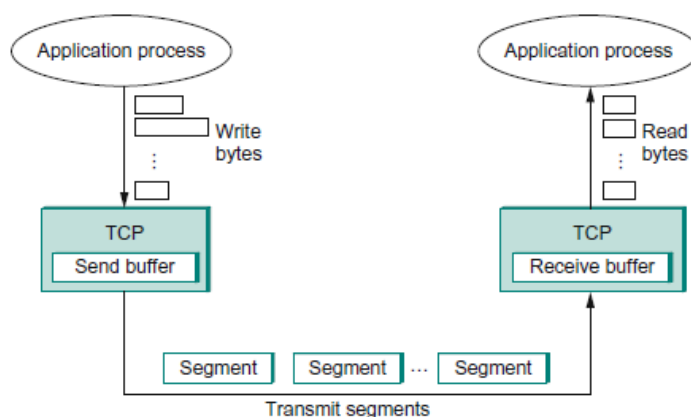 Application process
Application process
Write
bytes
⋮
Read
bytes
⋮
TCP
Send buffer
TCP
Receive buffer
Segment
Segment
...
Segment
Transmit segments